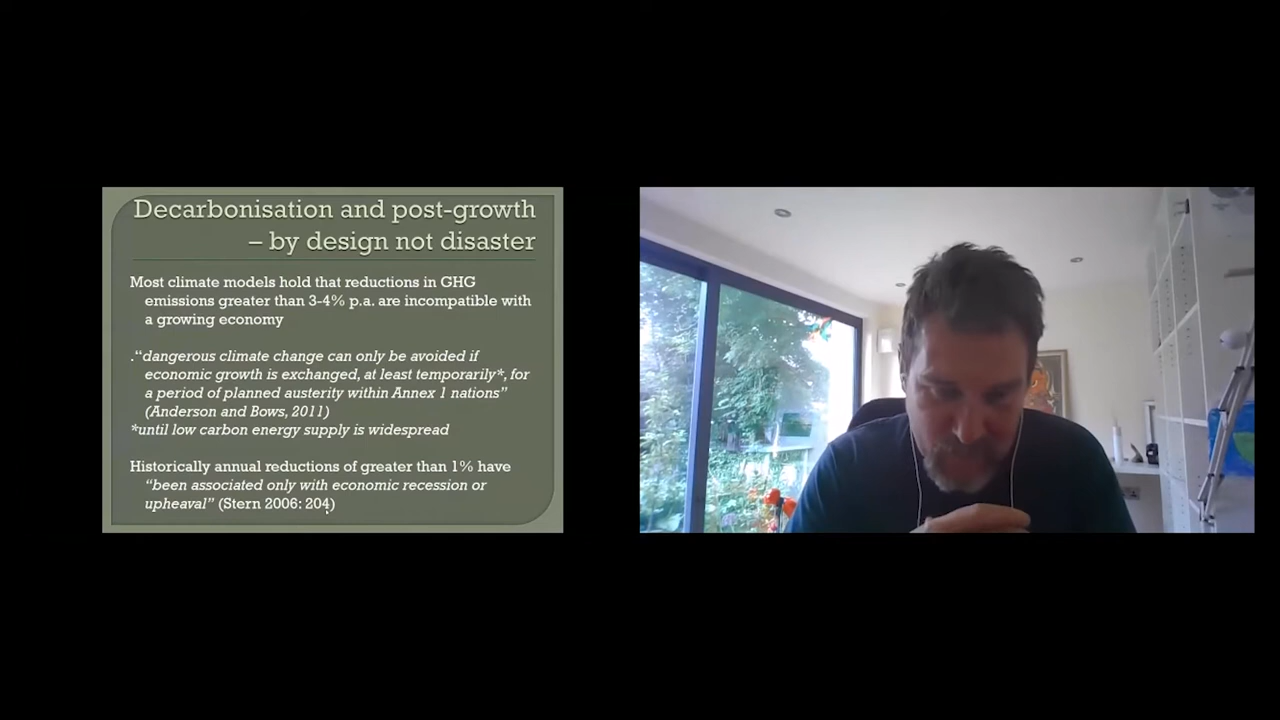 Decarbonisation and post-growth
– by design not disaster
Most climate models hold that reductions in GHG
emissions greater than 3-4% p.a. are incompatible with
a growing economy
.“dangerous climate change can only be avoided if
economic growth is exchanged, at least temporarily*, for
a period of planned austerity within Annex 1 nations”
(Anderson and Bows, 2011)
*until low carbon energy supply is widespread
Historically annual reductions of greater than 1% have
“been associated only with economic recession or
upheaval” (Stern 2006: 204)